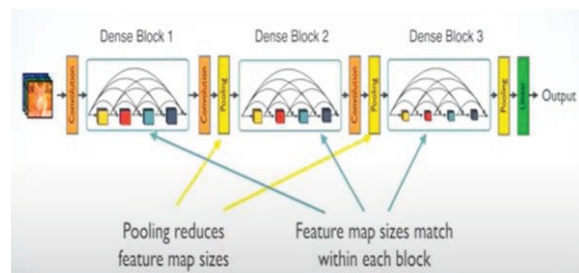 Dense Block 1
Dense Block 2
Dense Block 3
Convolution
Convolution
Pooling
Convolution
Pooling
Pooling
Linear
Output
Pooling reduces
feature map sizes
Feature map sizes match
within each block